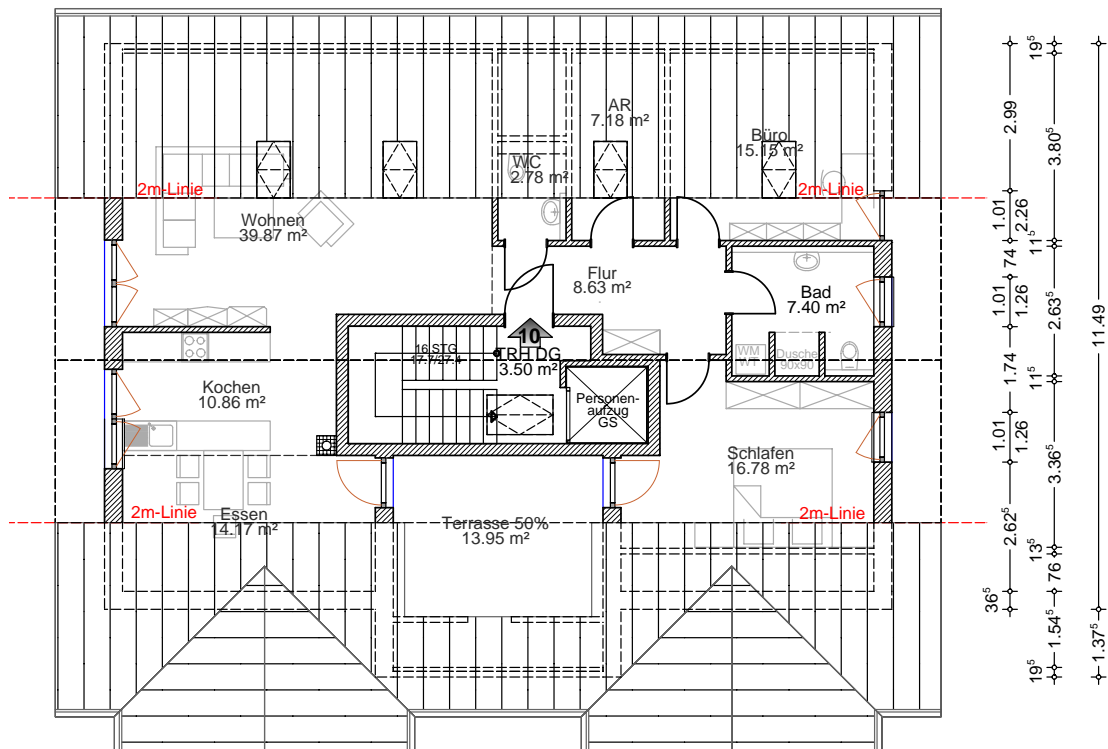 AR
7.18 m²
Büro
15.15 m²
WC
2.78 m²
2m-Linie
2m-Linie
Wohnen
39.87 m²
Flur
8.63 m²
Bad
7.40 m²
10
16 STG
17.7/27.4
TRH DG
3.50 m²
WM
WT
Dusche
90x90
Kochen
10.86 m²
Personen-
aufzug
GS
Schlafen
16.78 m²
2m-Linie
Essen
14.17 m²
Terrasse 50%
13.95 m²
2m-Linie
2.99
1.01
2.26
74
1.01
1.26
1.74
1.01
1.26
2.62⁵
36⁵
19⁵
3.80⁵
11⁵
2.63⁵
11⁵
3.36⁵
13⁵
76
1.54⁵
19⁵
11.49
1.37⁵